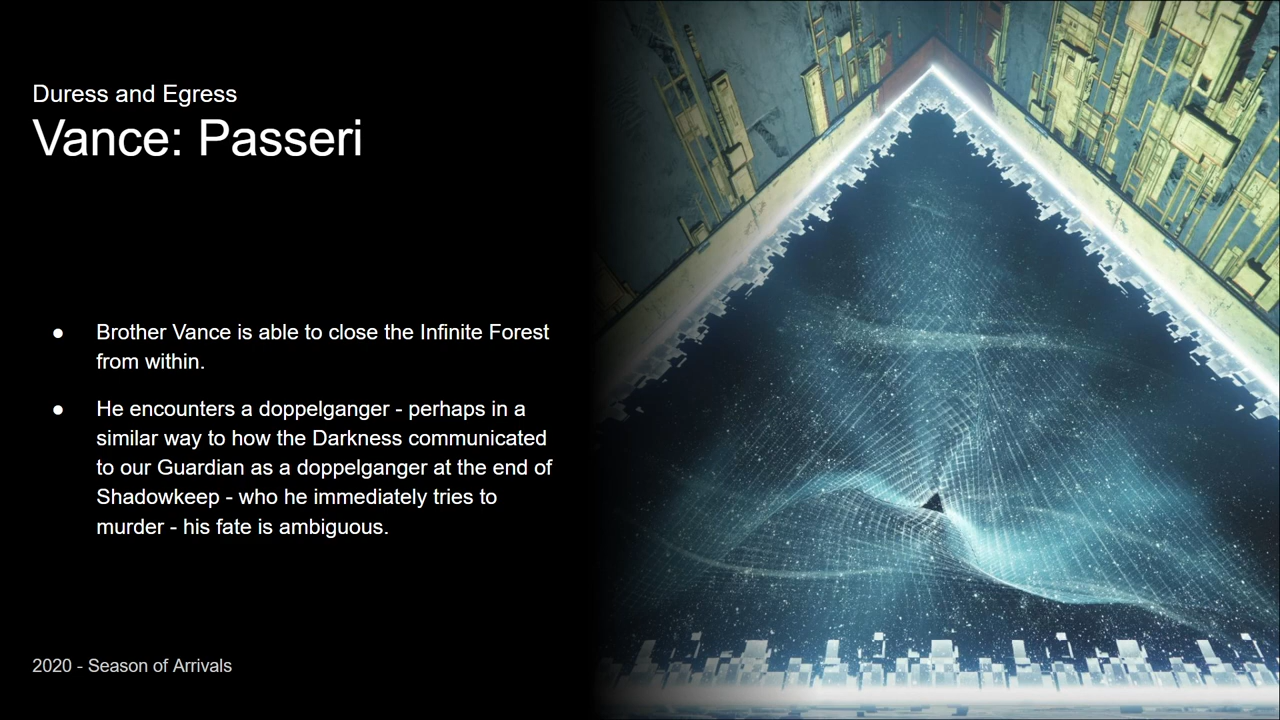 Duress and Egress
Vance: Passeri
● Brother Vance is able to close the Infinite Forest
from within.
● He encounters a doppelganger - perhaps in a
similar way to how the Darkness communicated
to our Guardian as a doppelganger at the end of
Shadowkeep - who he immediately tries to
murder - his fate is ambiguous.
2020 - Season of Arrivals